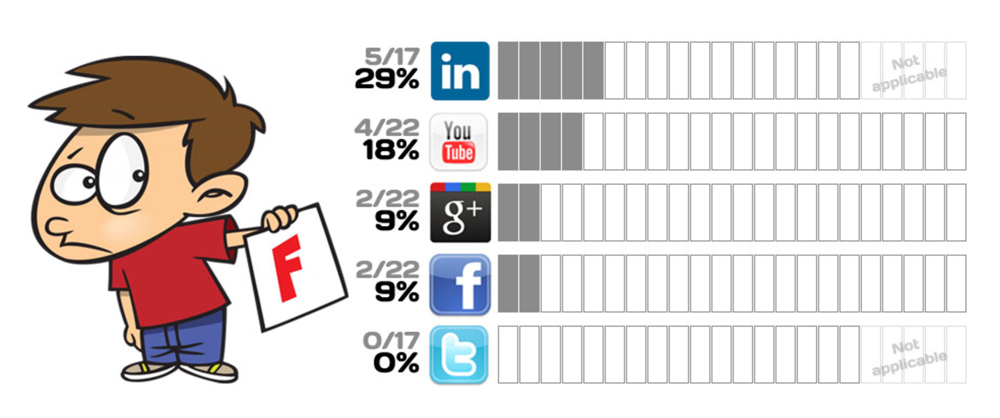 F
5/17
29%
in
Not
applicable
4/22
18%
You
Tube
2/22
9%
g+
2/22
9%
f
0/17
0%
t
Not
applicable